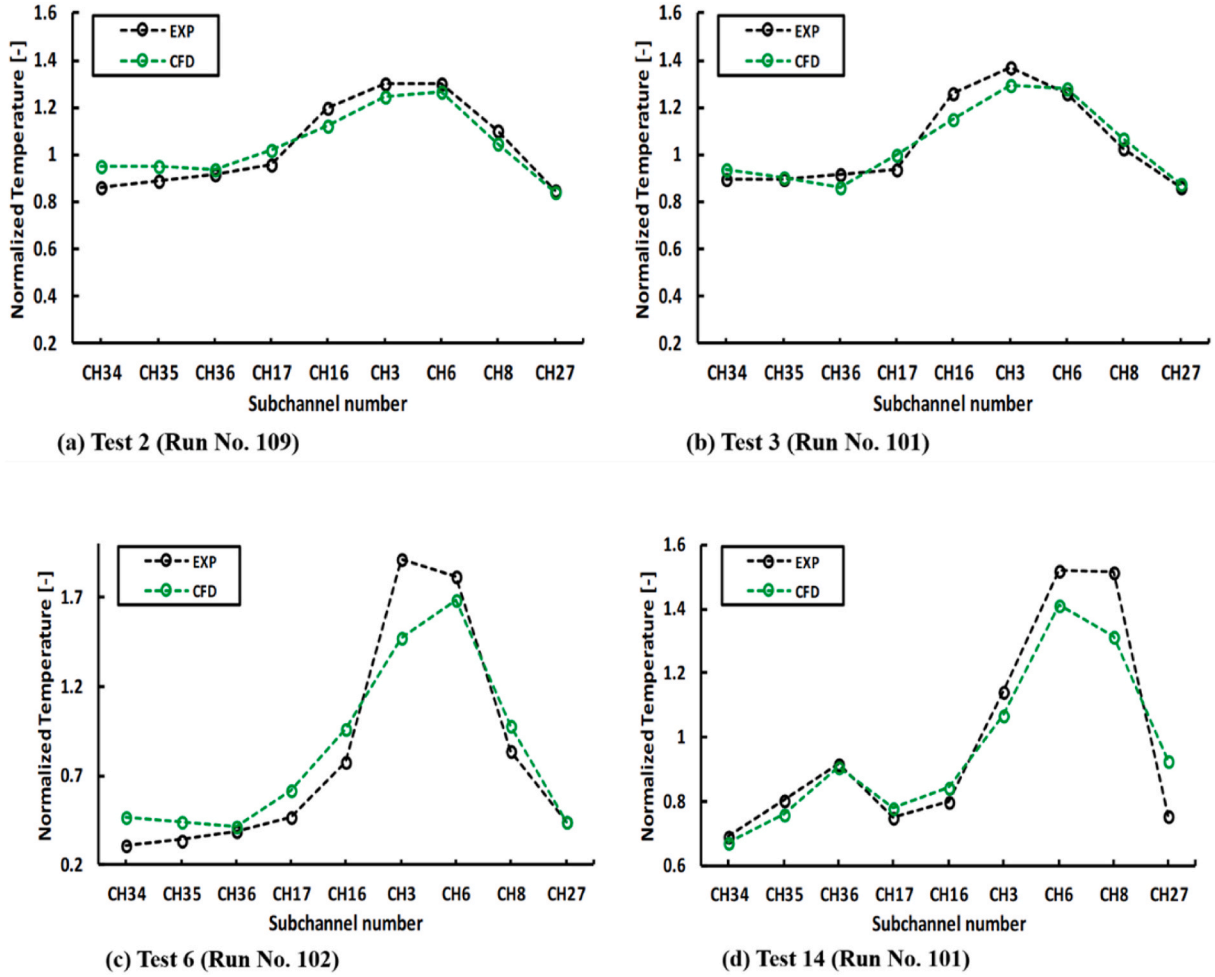 Normalized Temperature [-]
1.6
1.4
1.2
1
0.8
0.6
0.4
0.2
EXP
CFD
CH34 CH35 CH36 CH17 CH16 CH3 CH6 CH8 CH27
Subchannel number
(a) Test 2 (Run No. 109)
Normalized Temperature [-]
1.6
1.4
1.2
1
0.8
0.6
0.4
0.2
EXP
CFD
CH34 CH35 CH36 CH17 CH16 CH3 CH6 CH8 CH27
Subchannel number
(b) Test 3 (Run No. 101)
Normalized Temperature [-]
1.7
1.2
0.7
0.2
EXP
CFD
CH34 CH35 CH36 CH17 CH16 CH3 CH6 CH8 CH27
Subchannel number
(c) Test 6 (Run No. 102)
Normalized Temperature [-]
1.6
1.4
1.2
1
0.8
0.6
EXP
CFD
CH34 CH35 CH36 CH17 CH16 CH3 CH6 CH8 CH27
Subchannel number
(d) Test 14 (Run No. 101)